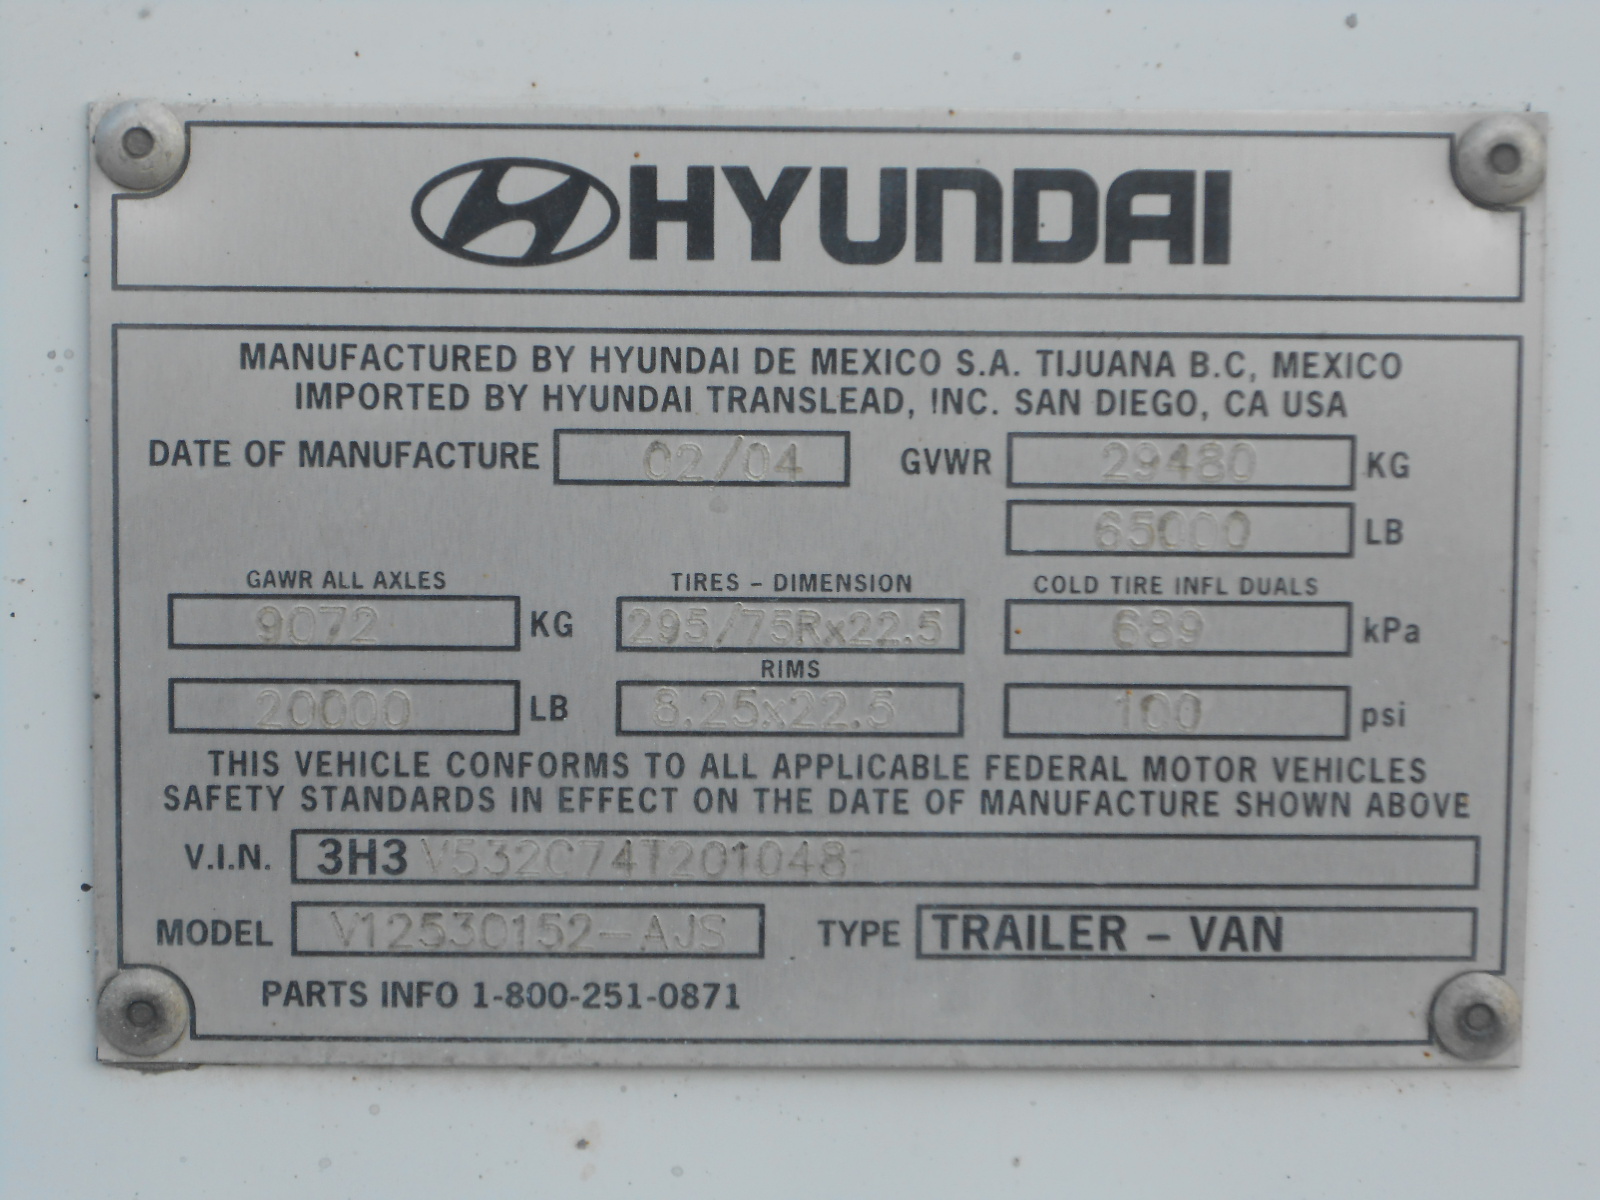 HYUNDAI
MANUFACTURED BY HYUNDAI DE MEXICO S.A. TIJUANA B.C, MEXICO
IMPORTED BY HYUNDAI TRANSLEAD, INC. SAN DIEGO, CA USA
DATE OF MANUFACTURE 02/04 GVWR 29480 KG
65000 LB
GAWR ALL AXLES TIRES - DIMENSION COLD TIRE INFL DUALS
9072 KG 295/75Rx22.5 689 kPa
RIMS
20000 LB 8.25x22.5 100 psi
THIS VEHICLE CONFORMS TO ALL APPLICABLE FEDERAL MOTOR VEHICLES
SAFETY STANDARDS IN EFFECT ON THE DATE OF MANUFACTURE SHOWN ABOVE
V.I.N. 3H3V532C74T201048
MODEL V12530152-AJS TYPE TRAILER - VAN
PARTS INFO 1-800-251-0871